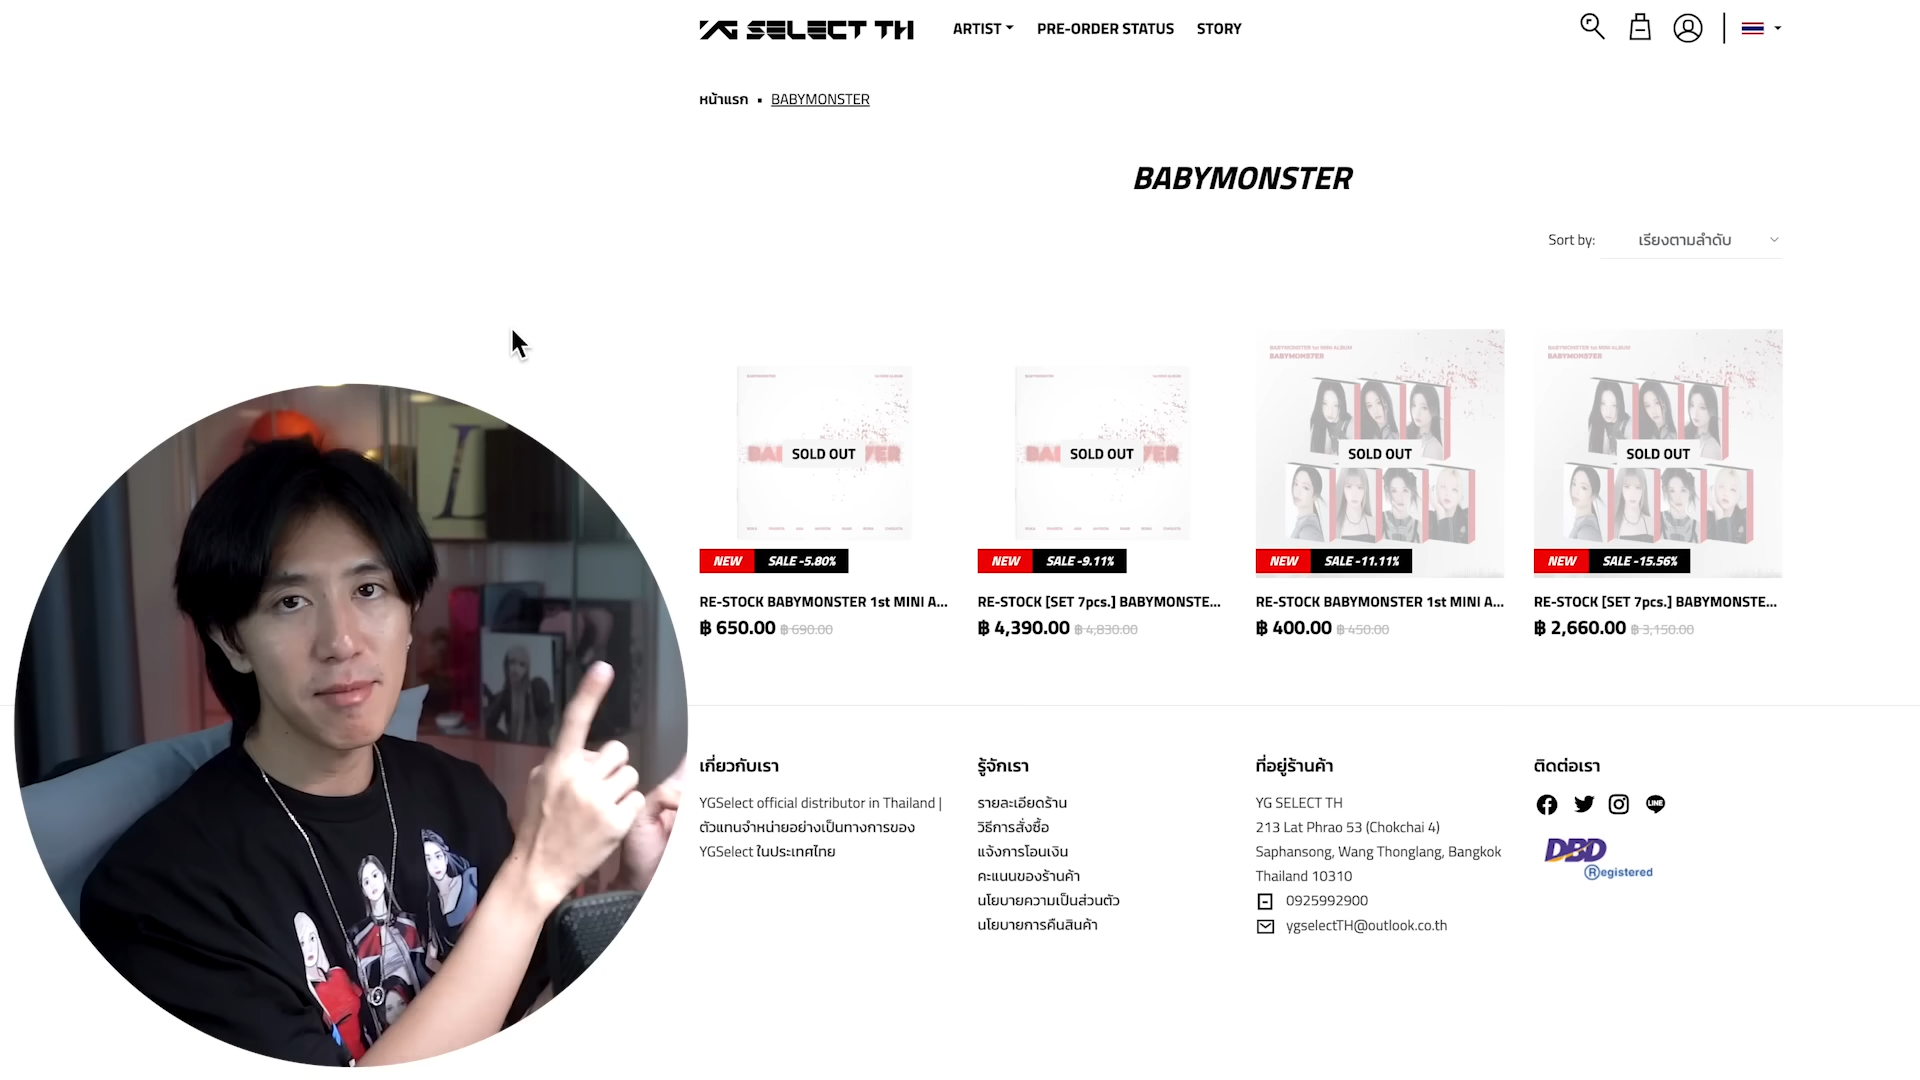 YG SELECT TH
ARTIST
PRE-ORDER STATUS
STORY
หน้าแรก ▪ BABYMONSTER
BABYMONSTER
Sort by: เรียงตามลำดับ
SOLD OUT
NEW SALE -5.80%
RE-STOCK BABYMONSTER 1st MINI A...
฿ 650.00 ฿ 690.00
SOLD OUT
NEW SALE -9.11%
RE-STOCK [SET 7pcs.] BABYMONSTE...
฿ 4,390.00 ฿ 4,830.00
BABYMONSTER 1st MINI ALBUM
BABYMONS7ER
SOLD OUT
NEW SALE -11.11%
RE-STOCK BABYMONSTER 1st MINI A...
฿ 400.00 ฿ 450.00
BABYMONSTER 1st MINI ALBUM
BABYMONS7ER
SOLD OUT
NEW SALE -15.56%
RE-STOCK [SET 7pcs.] BABYMONSTE...
฿ 2,660.00 ฿ 3,150.00
เกี่ยวกับเรา
YGSelect official distributor in Thailand |
ตัวแทนจำหน่ายอย่างเป็นทางการของ
YGSelect ในประเทศไทย
รู้จักเรา
รายละเอียดร้าน
วิธีการสั่งซื้อ
แจ้งการโอนเงิน
คะแนนของร้านค้า
นโยบายความเป็นส่วนตัว
นโยบายการคืนสินค้า
ที่อยู่ร้านค้า
YG SELECT TH
213 Lat Phrao 53 (Chokchai 4)
Saphansong, Wang Thonglang, Bangkok
Thailand 10310
0925992900
ygselectTH@outlook.co.th
ติดต่อเรา
LINE
DBD
Registered